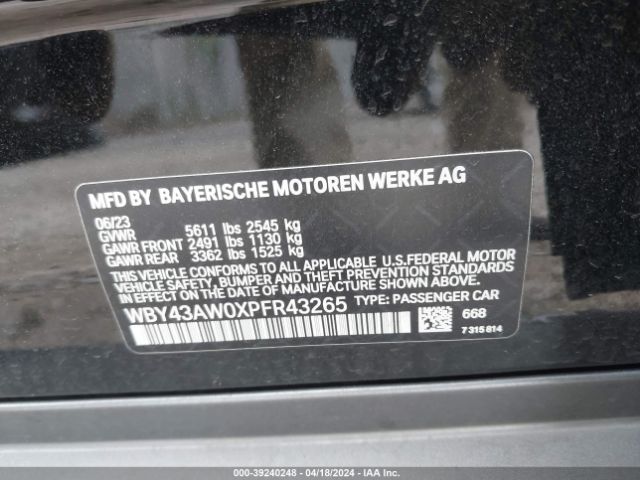 MFD BY BAYERISCHE MOTOREN WERKE AG
06/23
GVWR 5611 lbs 2545 kg
GAWR FRONT 2491 lbs 1130 kg
GAWR REAR 3362 lbs 1525 kg
THIS VEHICLE CONFORMS TO ALL APPLICABLE U.S.FEDERAL MOTOR
VEHICLE SAFETY, BUMPER, AND THEFT PREVENTION STANDARDS
IN EFFECT ON THE DATE OF MANUFACTURE SHOWN ABOVE.
WBY43AW0XPFR43265 TYPE: PASSENGER CAR
668
7 315 814
000-39240248 - 04/18/2024 - IAAI.COM